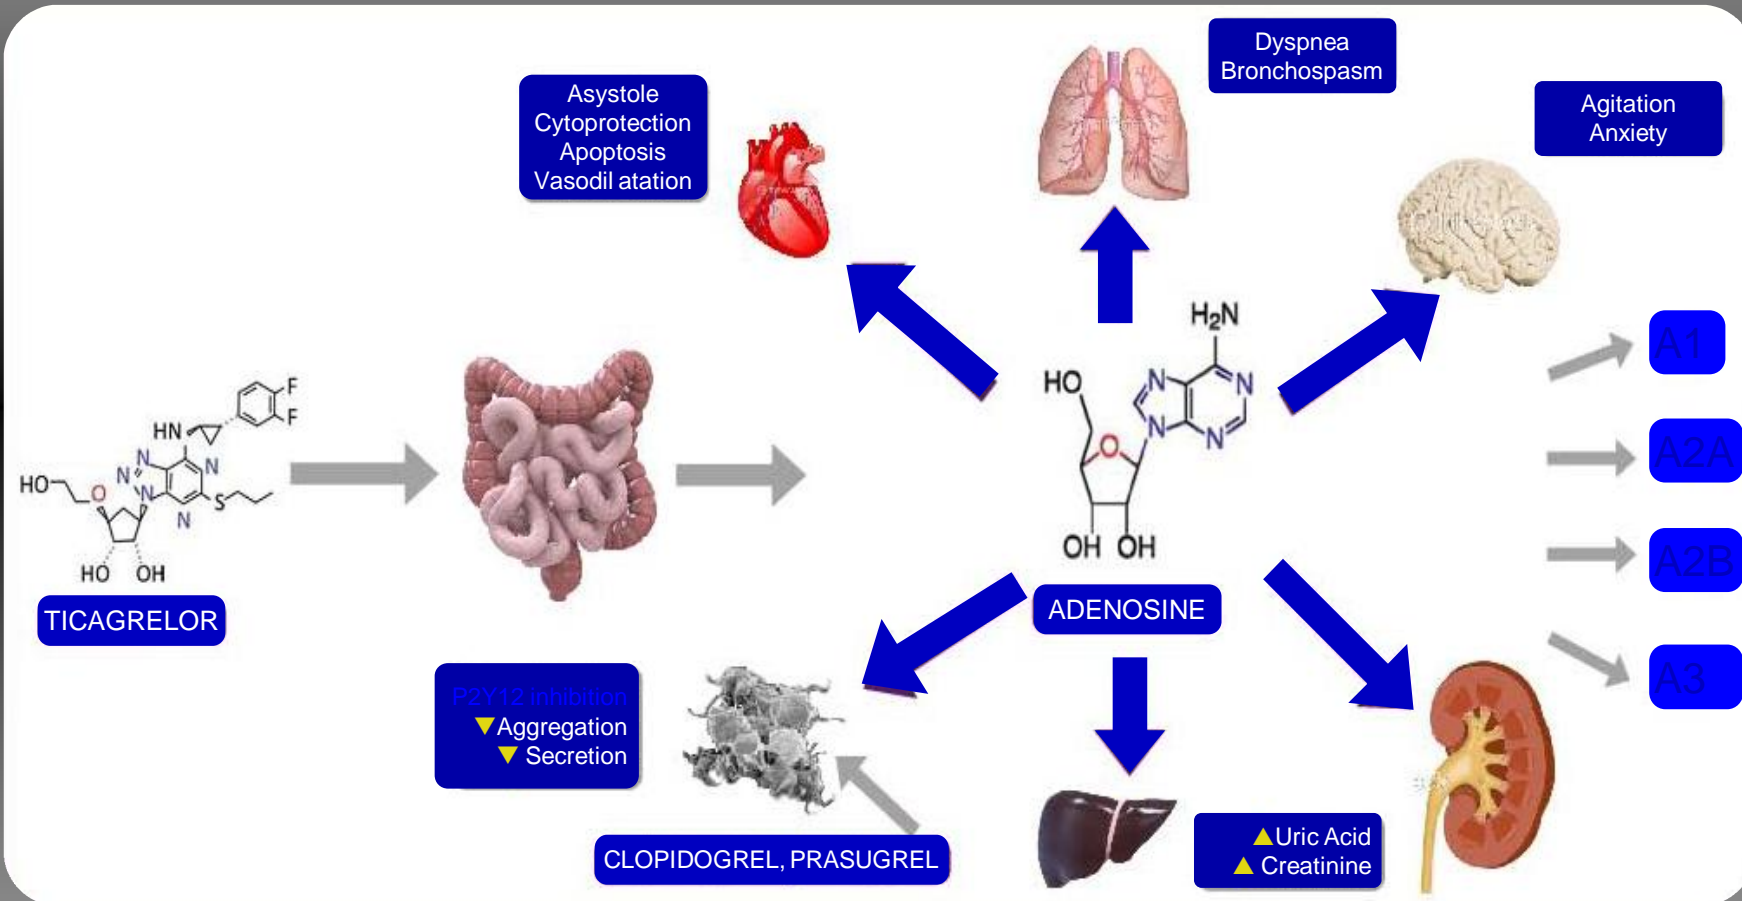 Dyspnea
Bronchospasm
Asystole
Cytoprotection
Apoptosis
Vasodil atation
Agitation
Anxiety
H₂N
HO
N
N
N
N
O
OH OH
ADENOSINE
A1
A2A
A2B
A3
F
F
HN
N
N
N
N
N
HO
O
S
HO OH
TICAGRELOR
P2Y12 inhibition
▼Aggregation
▼ Secretion
CLOPIDOGREL, PRASUGREL
▲Uric Acid
▲ Creatinine